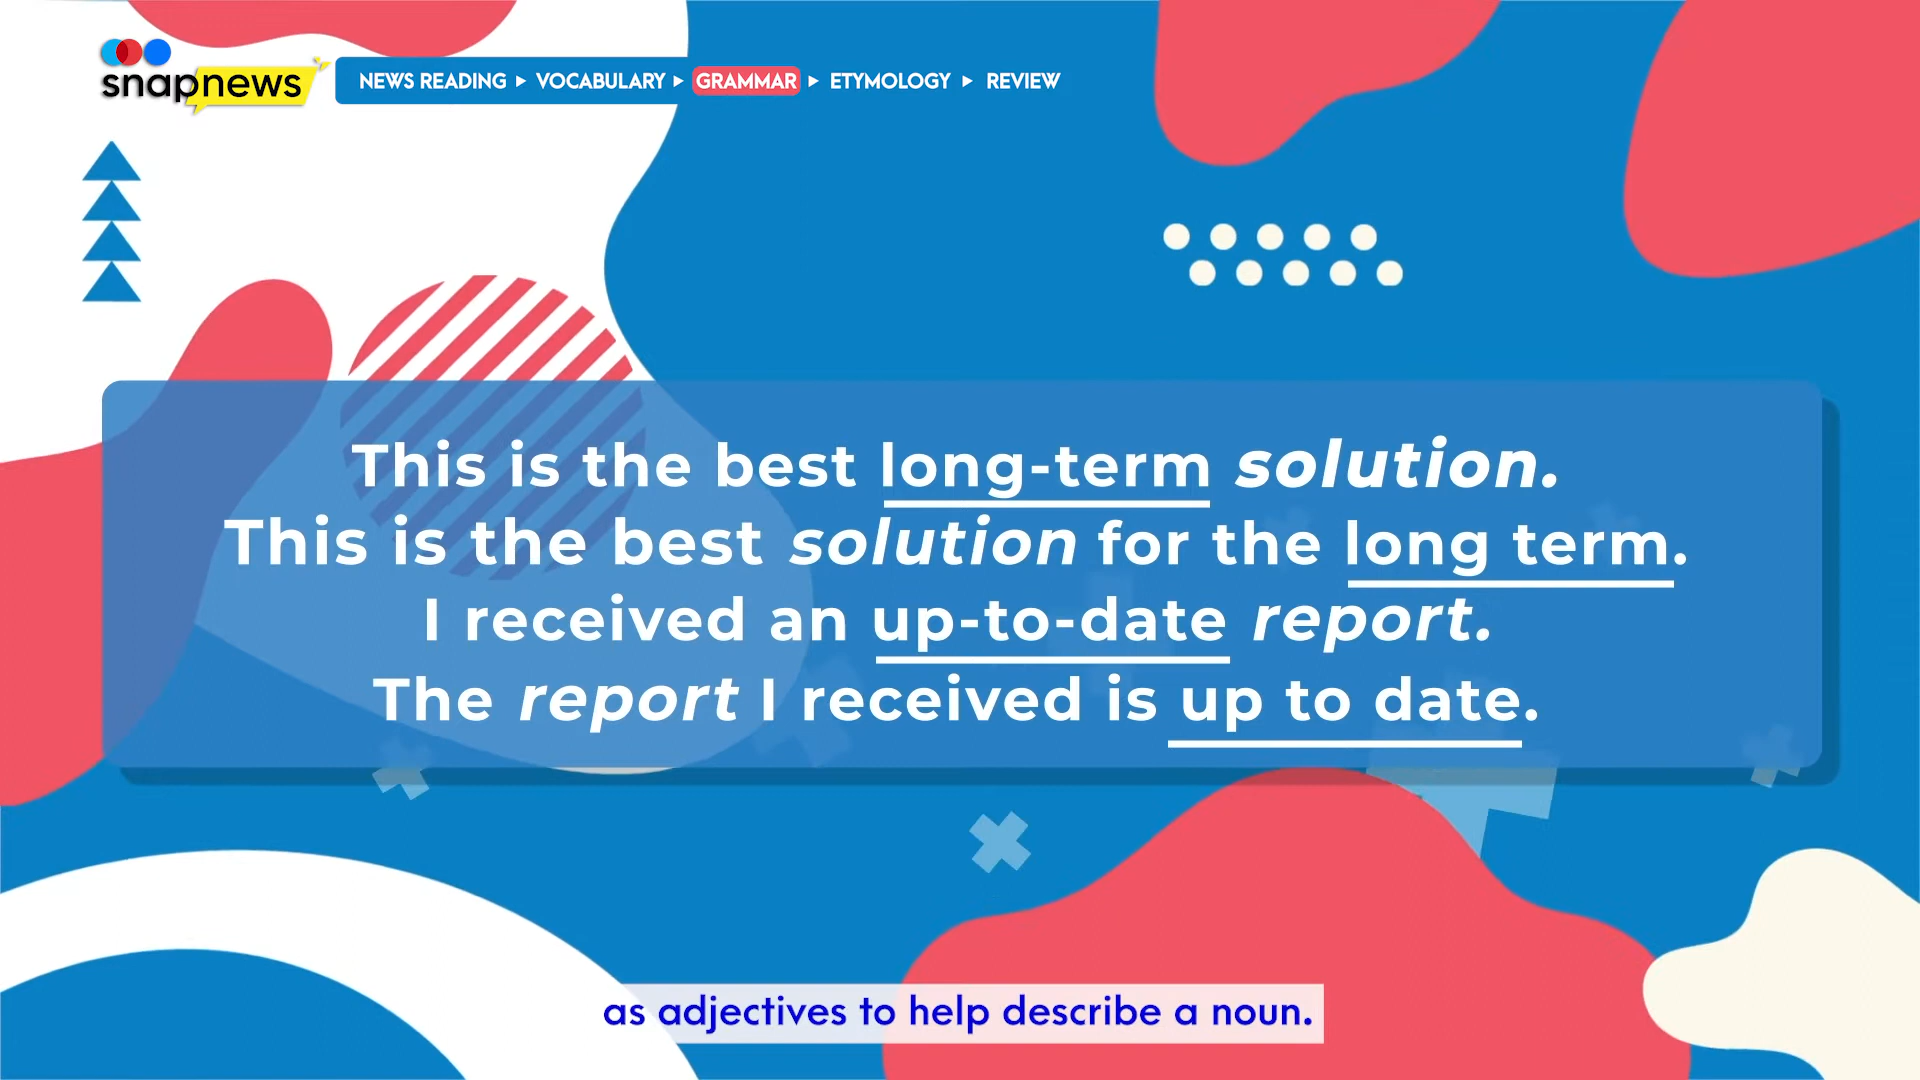 snapnews
NEWS READING ▸ VOCABULARY ▸ GRAMMAR ▸ ETYMOLOGY ▸ REVIEW
This is the best long-term solution.
This is the best solution for the long term.
I received an up-to-date report.
The report I received is up to date.
as adjectives to help describe a noun.